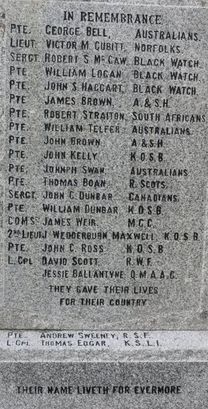 IN REMEMBRANCE
PTE. GEORGE BELL, AUSTRALIANS.
LIEUT. VICTOR M. CUBITT, NORFOLKS.
SERGT. ROBERT S. McCAW, BLACK WATCH.
PTE. WILLIAM LOGAN, BLACK WATCH.
PTE. JOHN S. HAGGART, BLACK WATCH.
PTE. JAMES BROWN, A. & S.H.
PTE. ROBERT STRAITON, SOUTH AFRICANS.
PTE. WILLIAM TELFER, AUSTRALIANS.
PTE. JOHN BROWN, A. & S.H.
PTE. JOHN KELLY, K.O.S.B.
PTE. SWAN, AUSTRALIANS.
PTE. THOMAS BOAN, R. SCOTS.
SERGT. JOHN C. DUNBAR, CANADIANS.
PTE. WILLIAM DUNBAR, K.O.S.B.
C.Q.M.S. JAMES WEIR, M.G.C.
2ND LIEUT. WEDDERBURN MAXWELL, K.O.S.B.
PTE. JOHN C. ROSS, K.O.S.B.
L. CPL. DAVID SCOTT, R.W.F.
JESSIE BALLANTYNE, Q.M.A.A.C.
THEY GAVE THEIR LIVES
FOR THEIR COUNTRY
PTE. ANDREW SWEENEY, R.S.F.
L. CPL. THOMAS EDGAR, K.S.L.I.
THEIR NAME LIVETH FOR EVERMORE